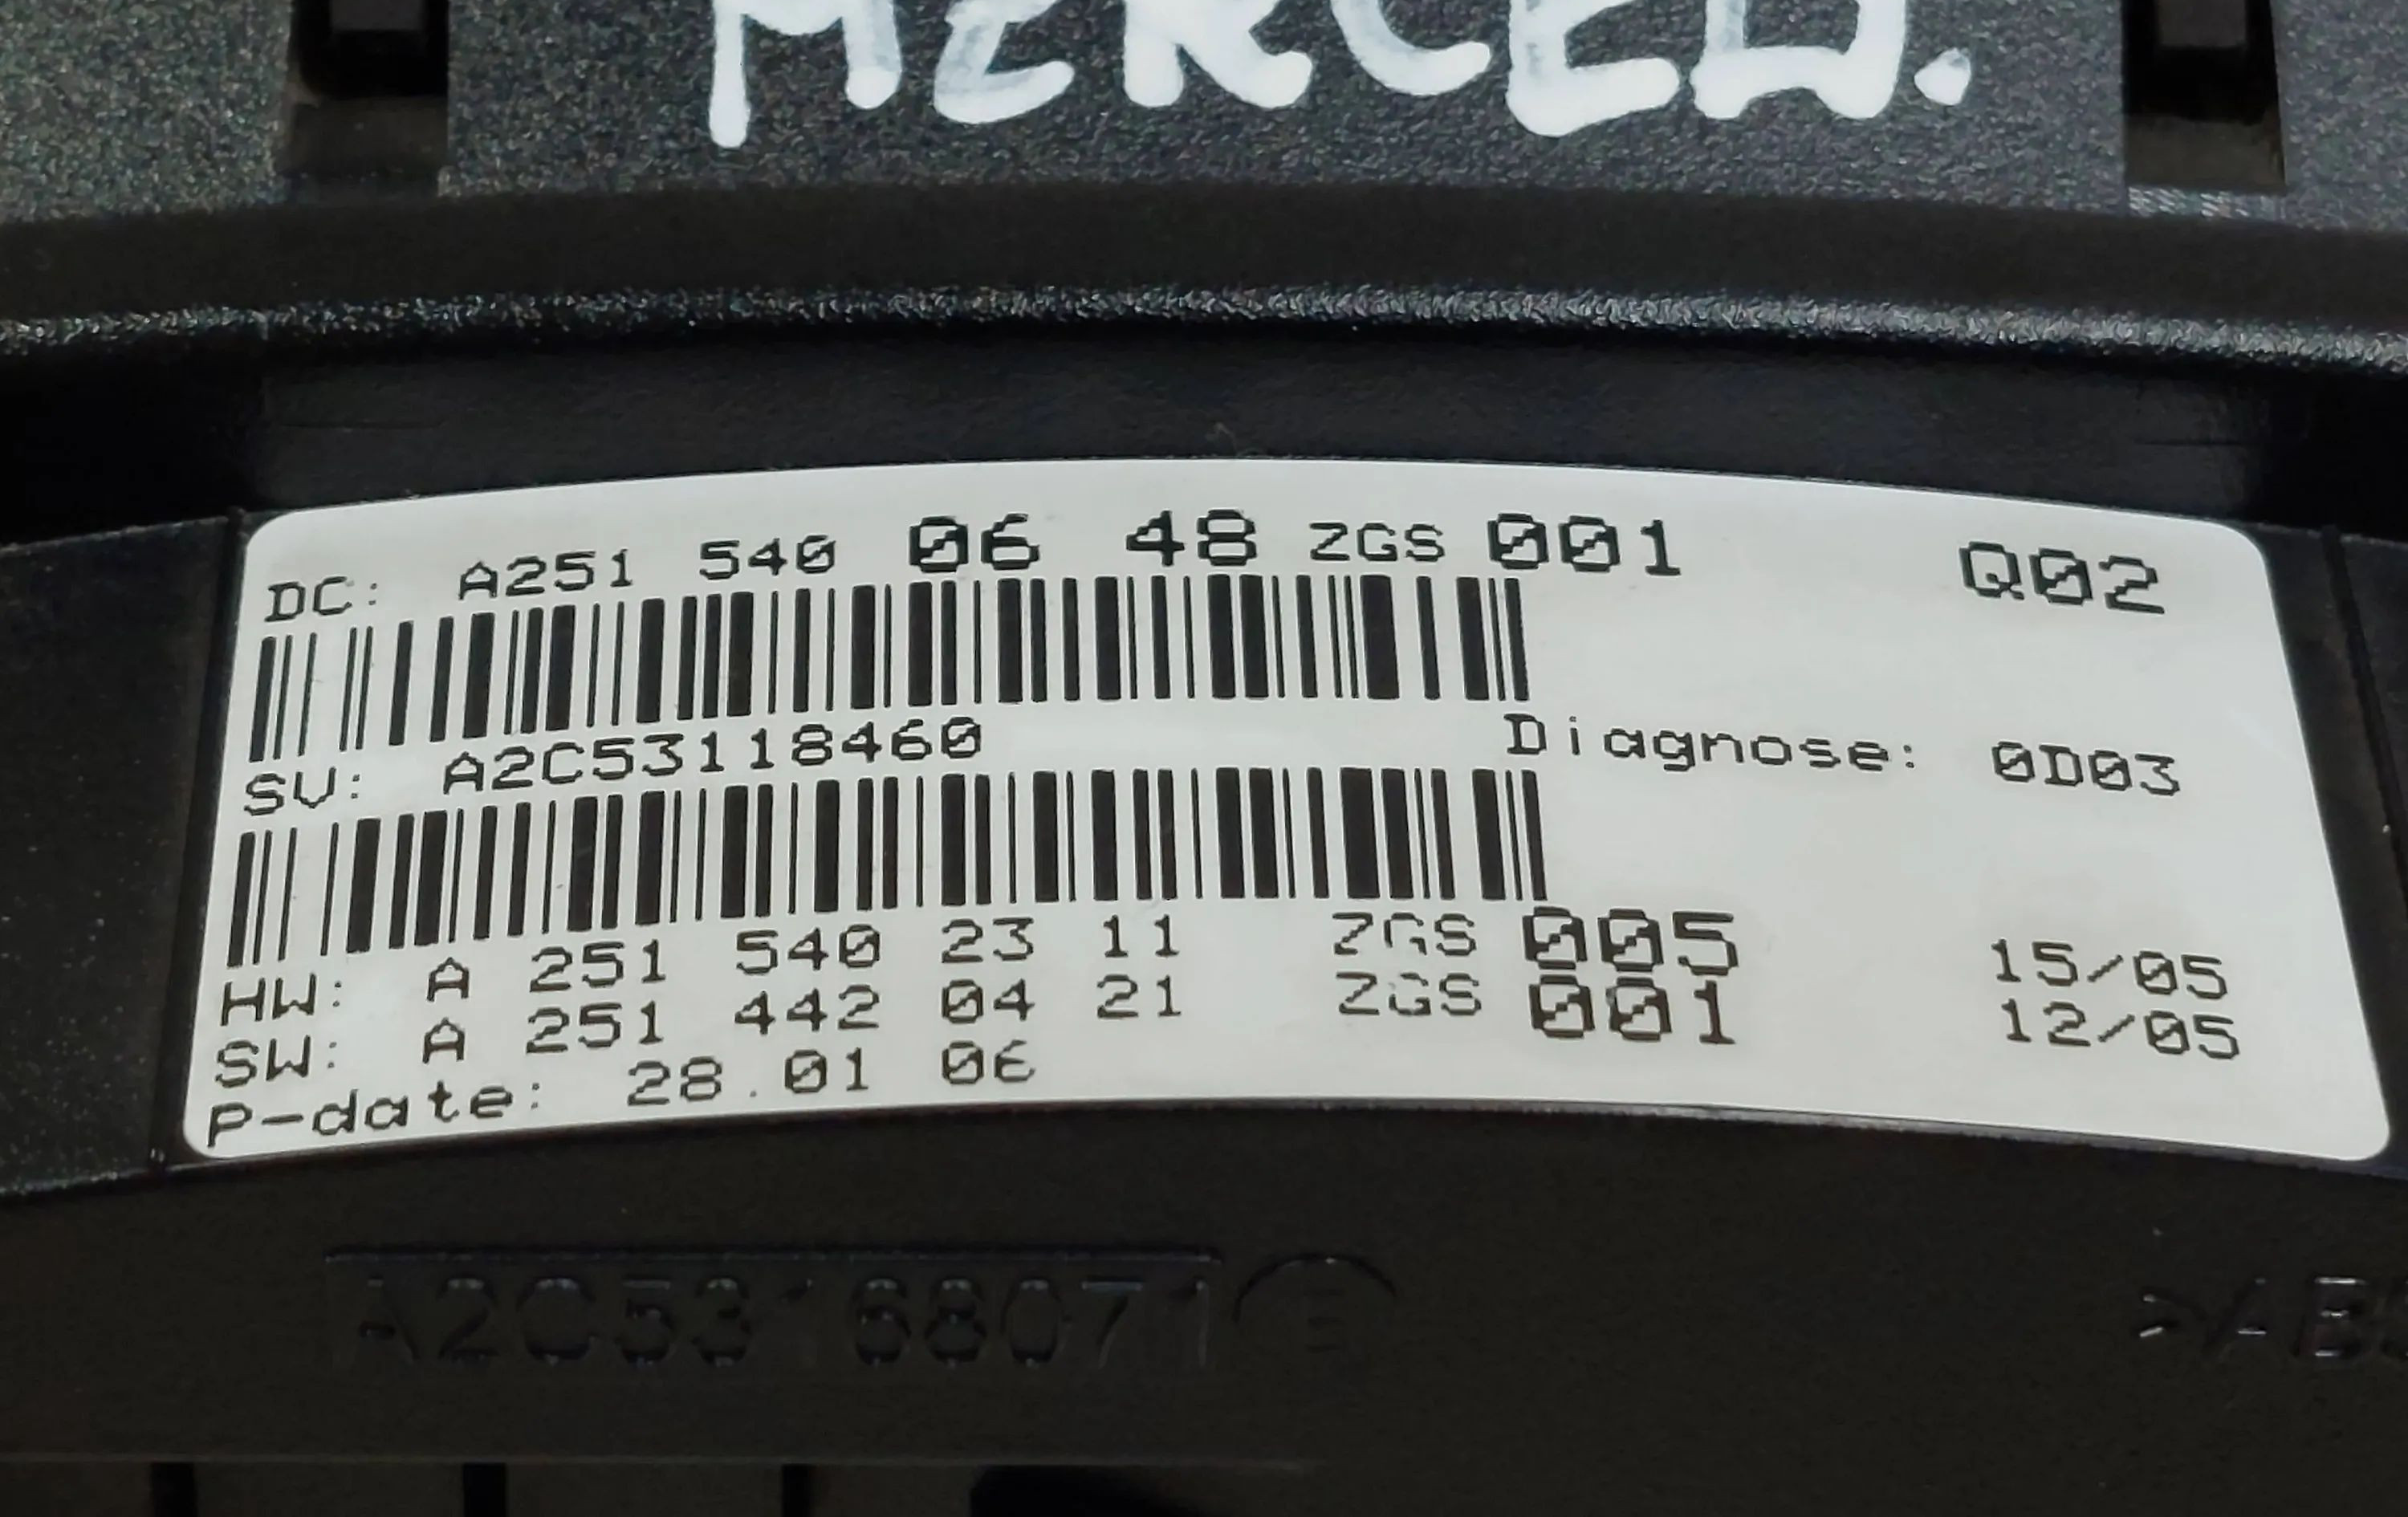 MERCED.
DC: A251 540 06 48 ZGS 001 Q02
SV: A2C53118460 Diagnose: 0D03
HW: A 251 540 23 11 ZGS 005 15/05
SW: A 251 442 04 21 ZGS 001 12/05
P-date: 28.01 06
A2C53168071